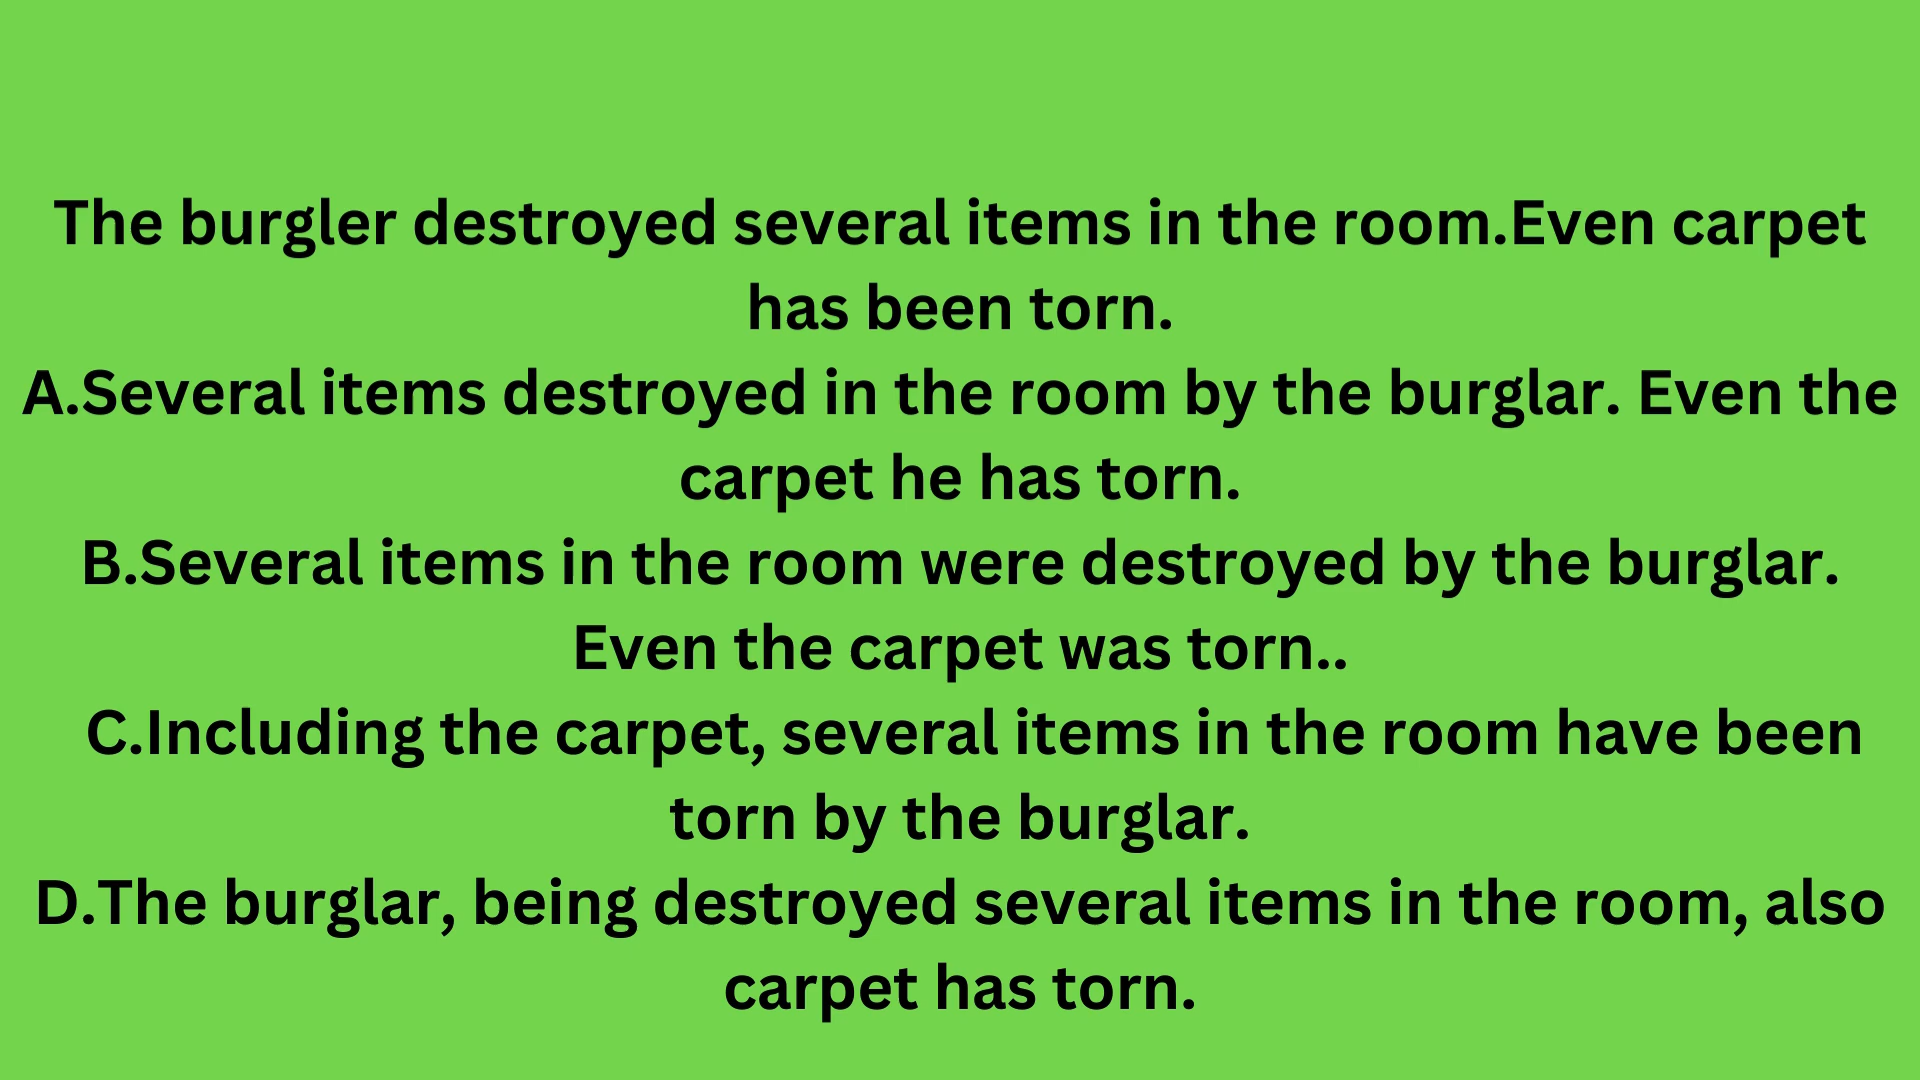 The burgler destroyed several items in the room.Even carpet
has been torn.
A.Several items destroyed in the room by the burglar. Even the
carpet he has torn.
B.Several items in the room were destroyed by the burglar.
Even the carpet was torn..
C.Including the carpet, several items in the room have been
torn by the burglar.
D.The burglar, being destroyed several items in the room, also
carpet has torn.